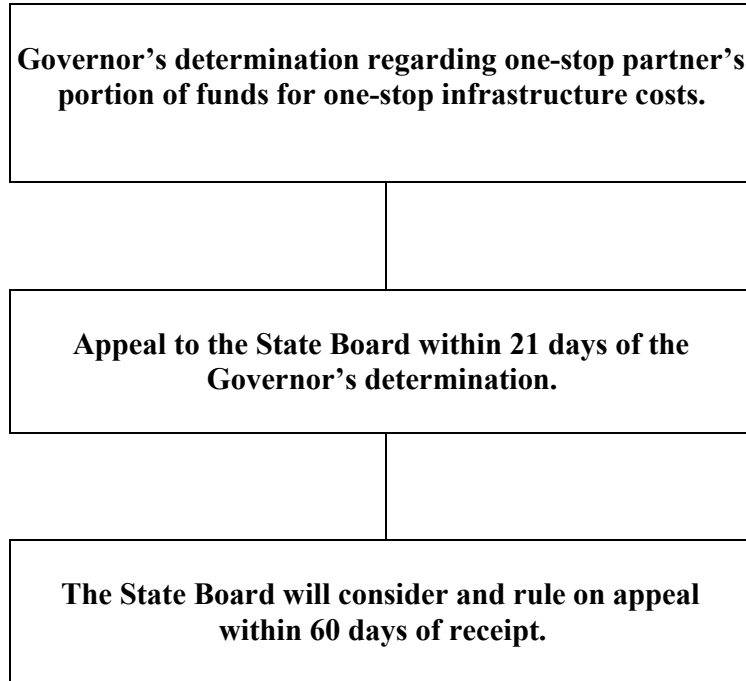 Governor’s determination regarding one-stop partner’s
portion of funds for one-stop infrastructure costs.
Appeal to the State Board within 21 days of the
Governor’s determination.
The State Board will consider and rule on appeal
within 60 days of receipt.